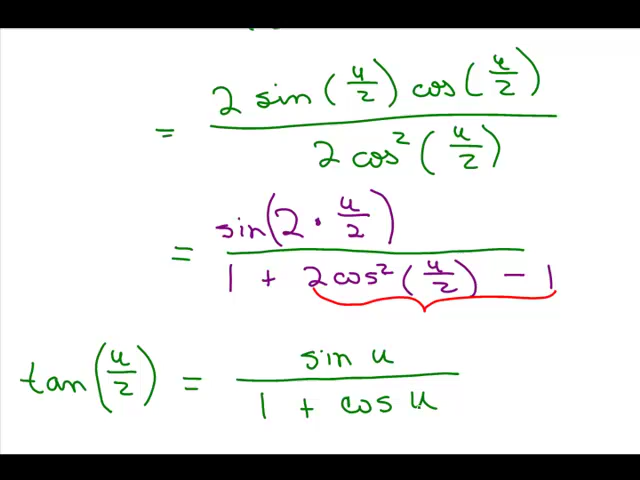 = 2 sin(u/2) cos(u/2) / 2 cos²(u/2)
= sin(2 · u/2) / 1 + 2cos²(u/2) - 1
tan(u/2) = sin u / 1 + cos u